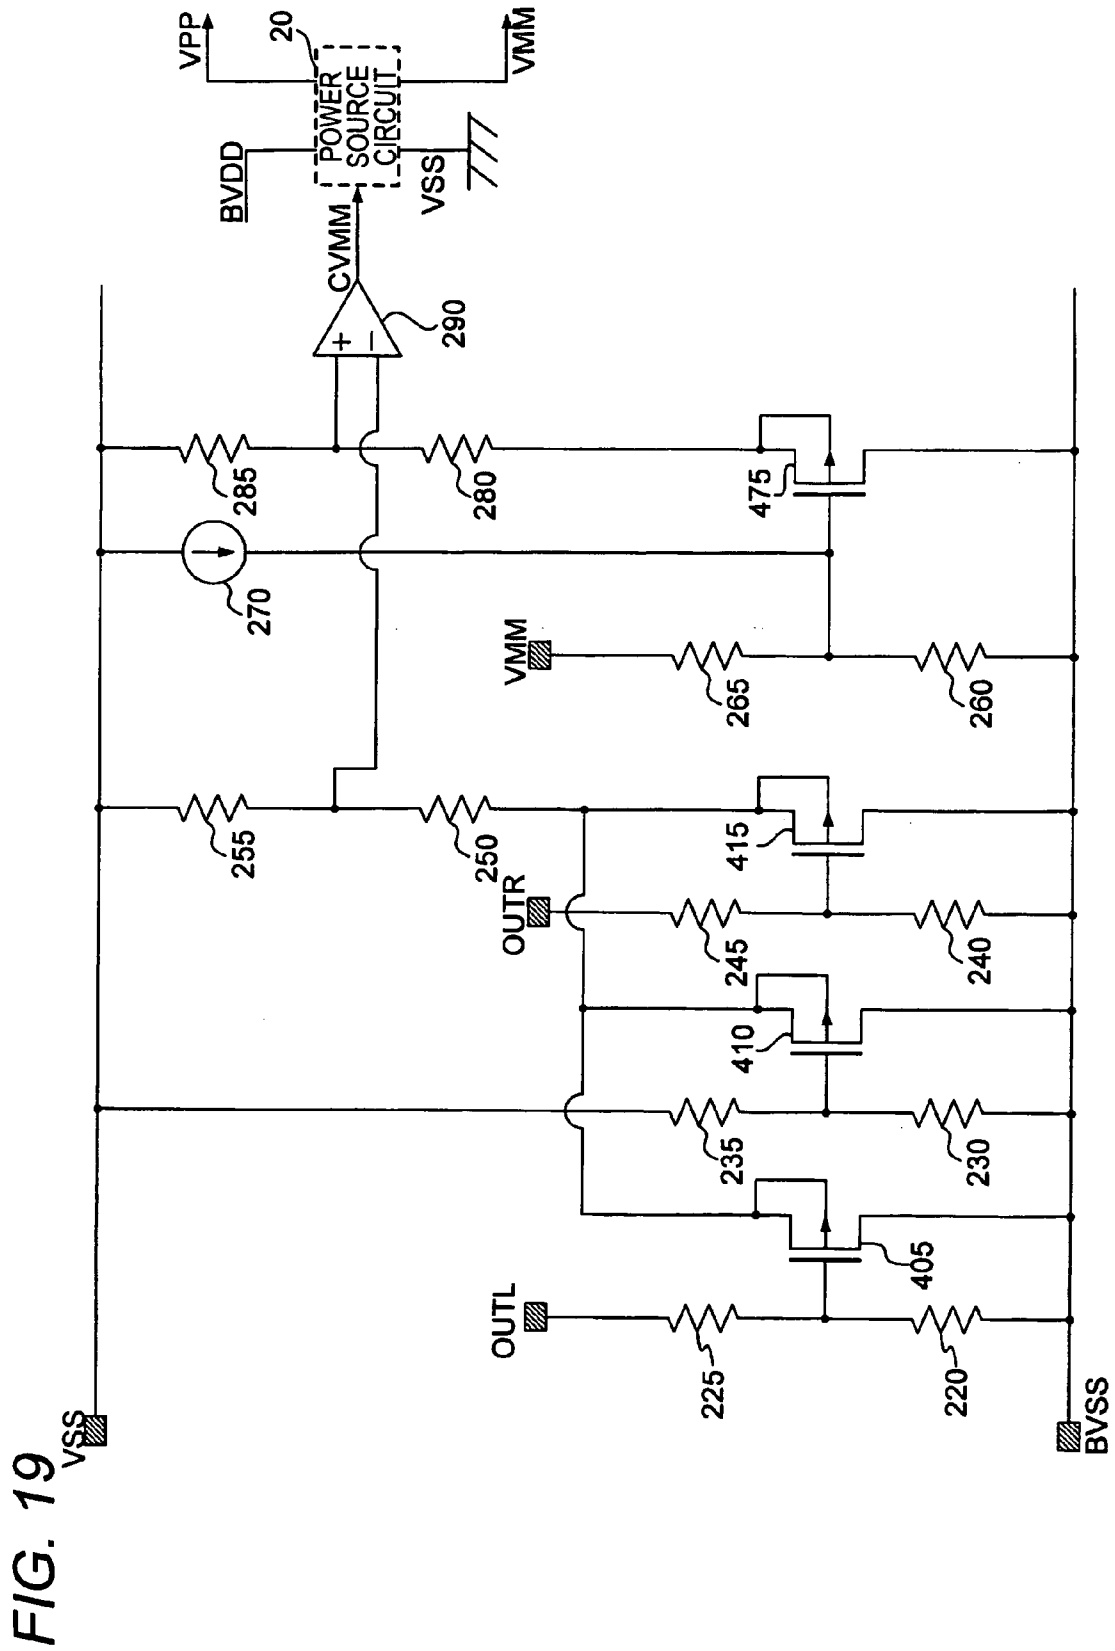 FIG. 19
VSS
VPP
20
BVDD
POWER
SOURCE
CIRCUIT
VSS
VMM
CVMM
290
+
−
285
270
280
255
250
475
VMM
265
260
OUTR
415
245
240
410
235
230
OUTL
405
225
220
BVSS